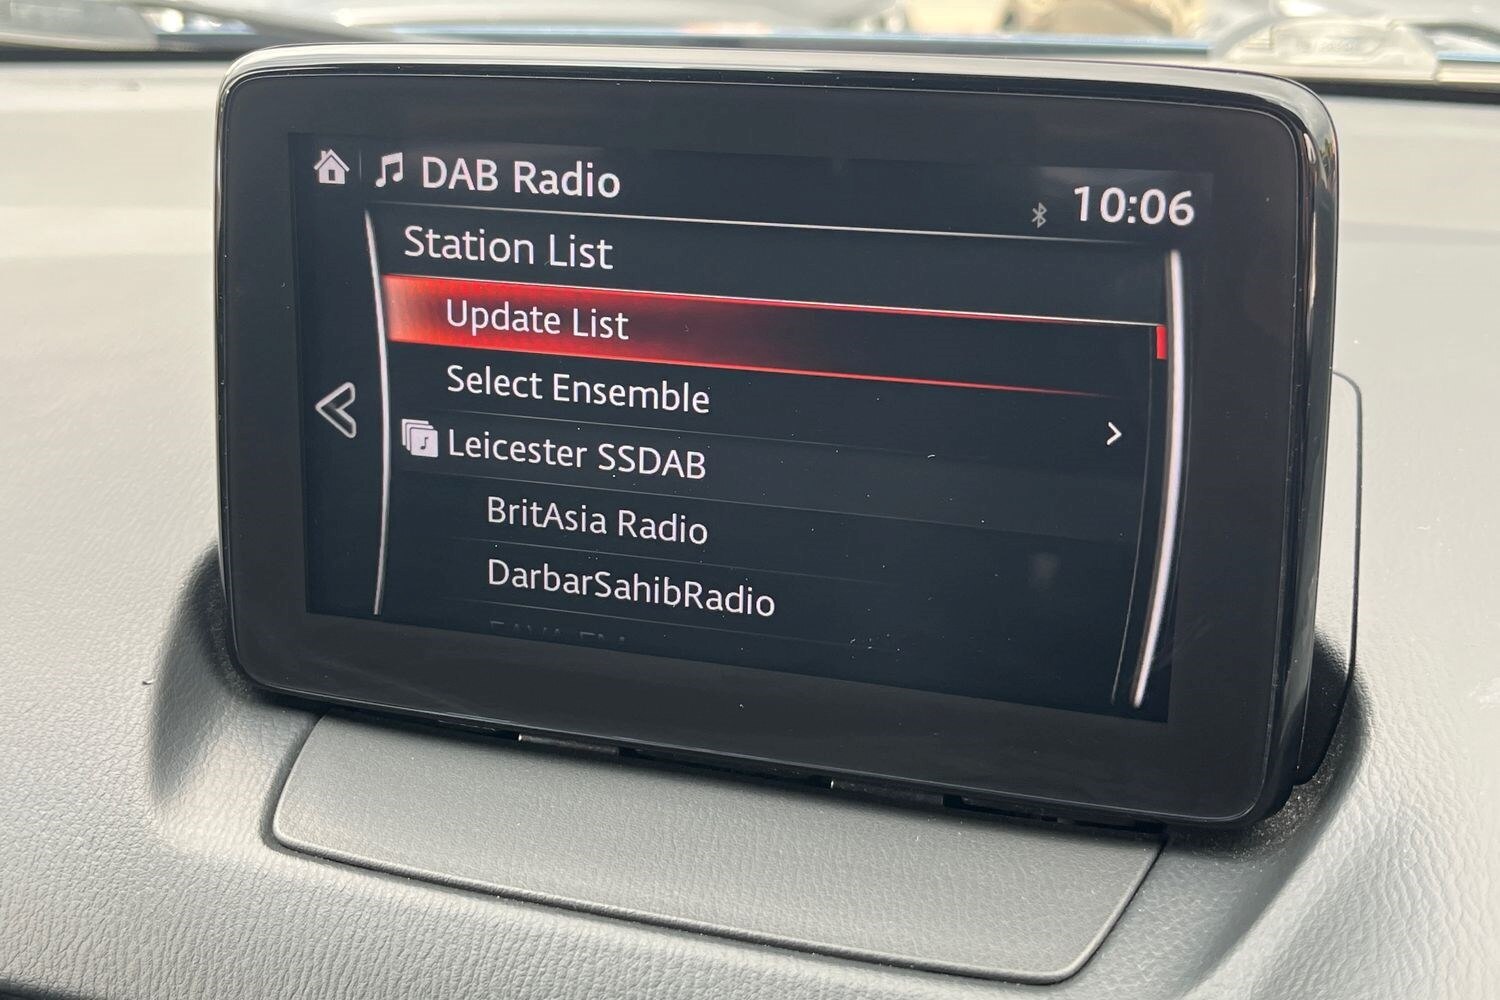 DAB Radio
10:06
Station List
Update List
Select Ensemble
Leicester SSDAB
BritAsia Radio
DarbarSahibRadio